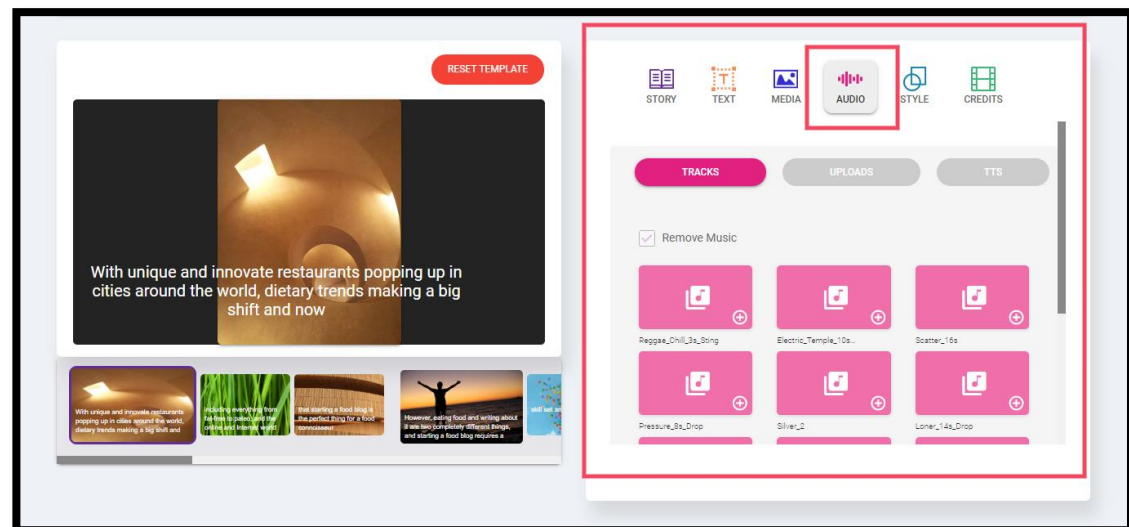 RESET TEMPLATE
With unique and innovate restaurants popping up in
cities around the world, dietary trends making a big
shift and now
With unique and innovate restaurants
popping up in cities around the world,
dietary trends making a big shift and
including everything from
fat-free to paleo, and the
online and Internet world
that starting a food blog is
the perfect thing for a food
connoisseur
However, eating food and writing about
it are two completely different things,
and starting a food blog requires a
skill set an
STORY
TEXT
MEDIA
AUDIO
STYLE
CREDITS
TRACKS
UPLOADS
TTS
Remove Music
Reggae_Chill_3s_Sting
Electric_Temple_10s...
Scatter_16s
Pressure_8s_Drop
Silver_2
Loner_14s_Drop